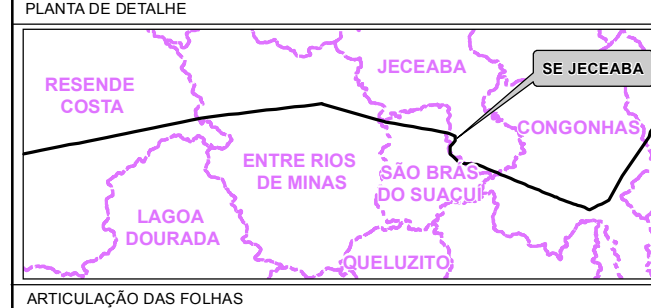 PLANTA DE DETALHE
JECEABA
SE JECEABA
RESENDE
COSTA
CONGONHAS
ENTRE RIOS
DE MINAS
SÃO BRÁS
DO SUAÇUÍ
LAGOA
DOURADA
QUELUZITO
ARTICULAÇÃO DAS FOLHAS